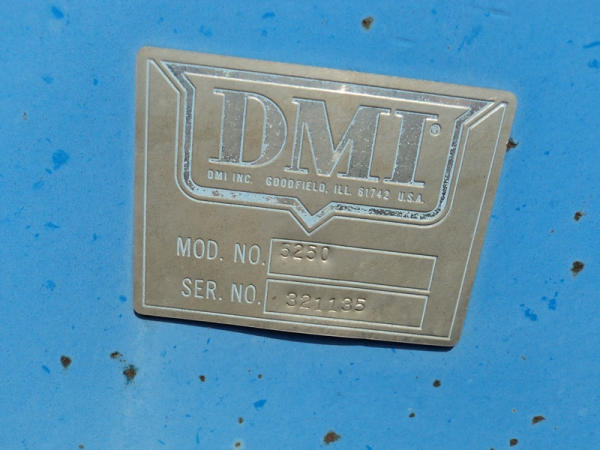 DMI®
DMI INC. GOODFIELD, ILL. 61742 U.S.A.
MOD. NO. 5250
SER. NO. 321135